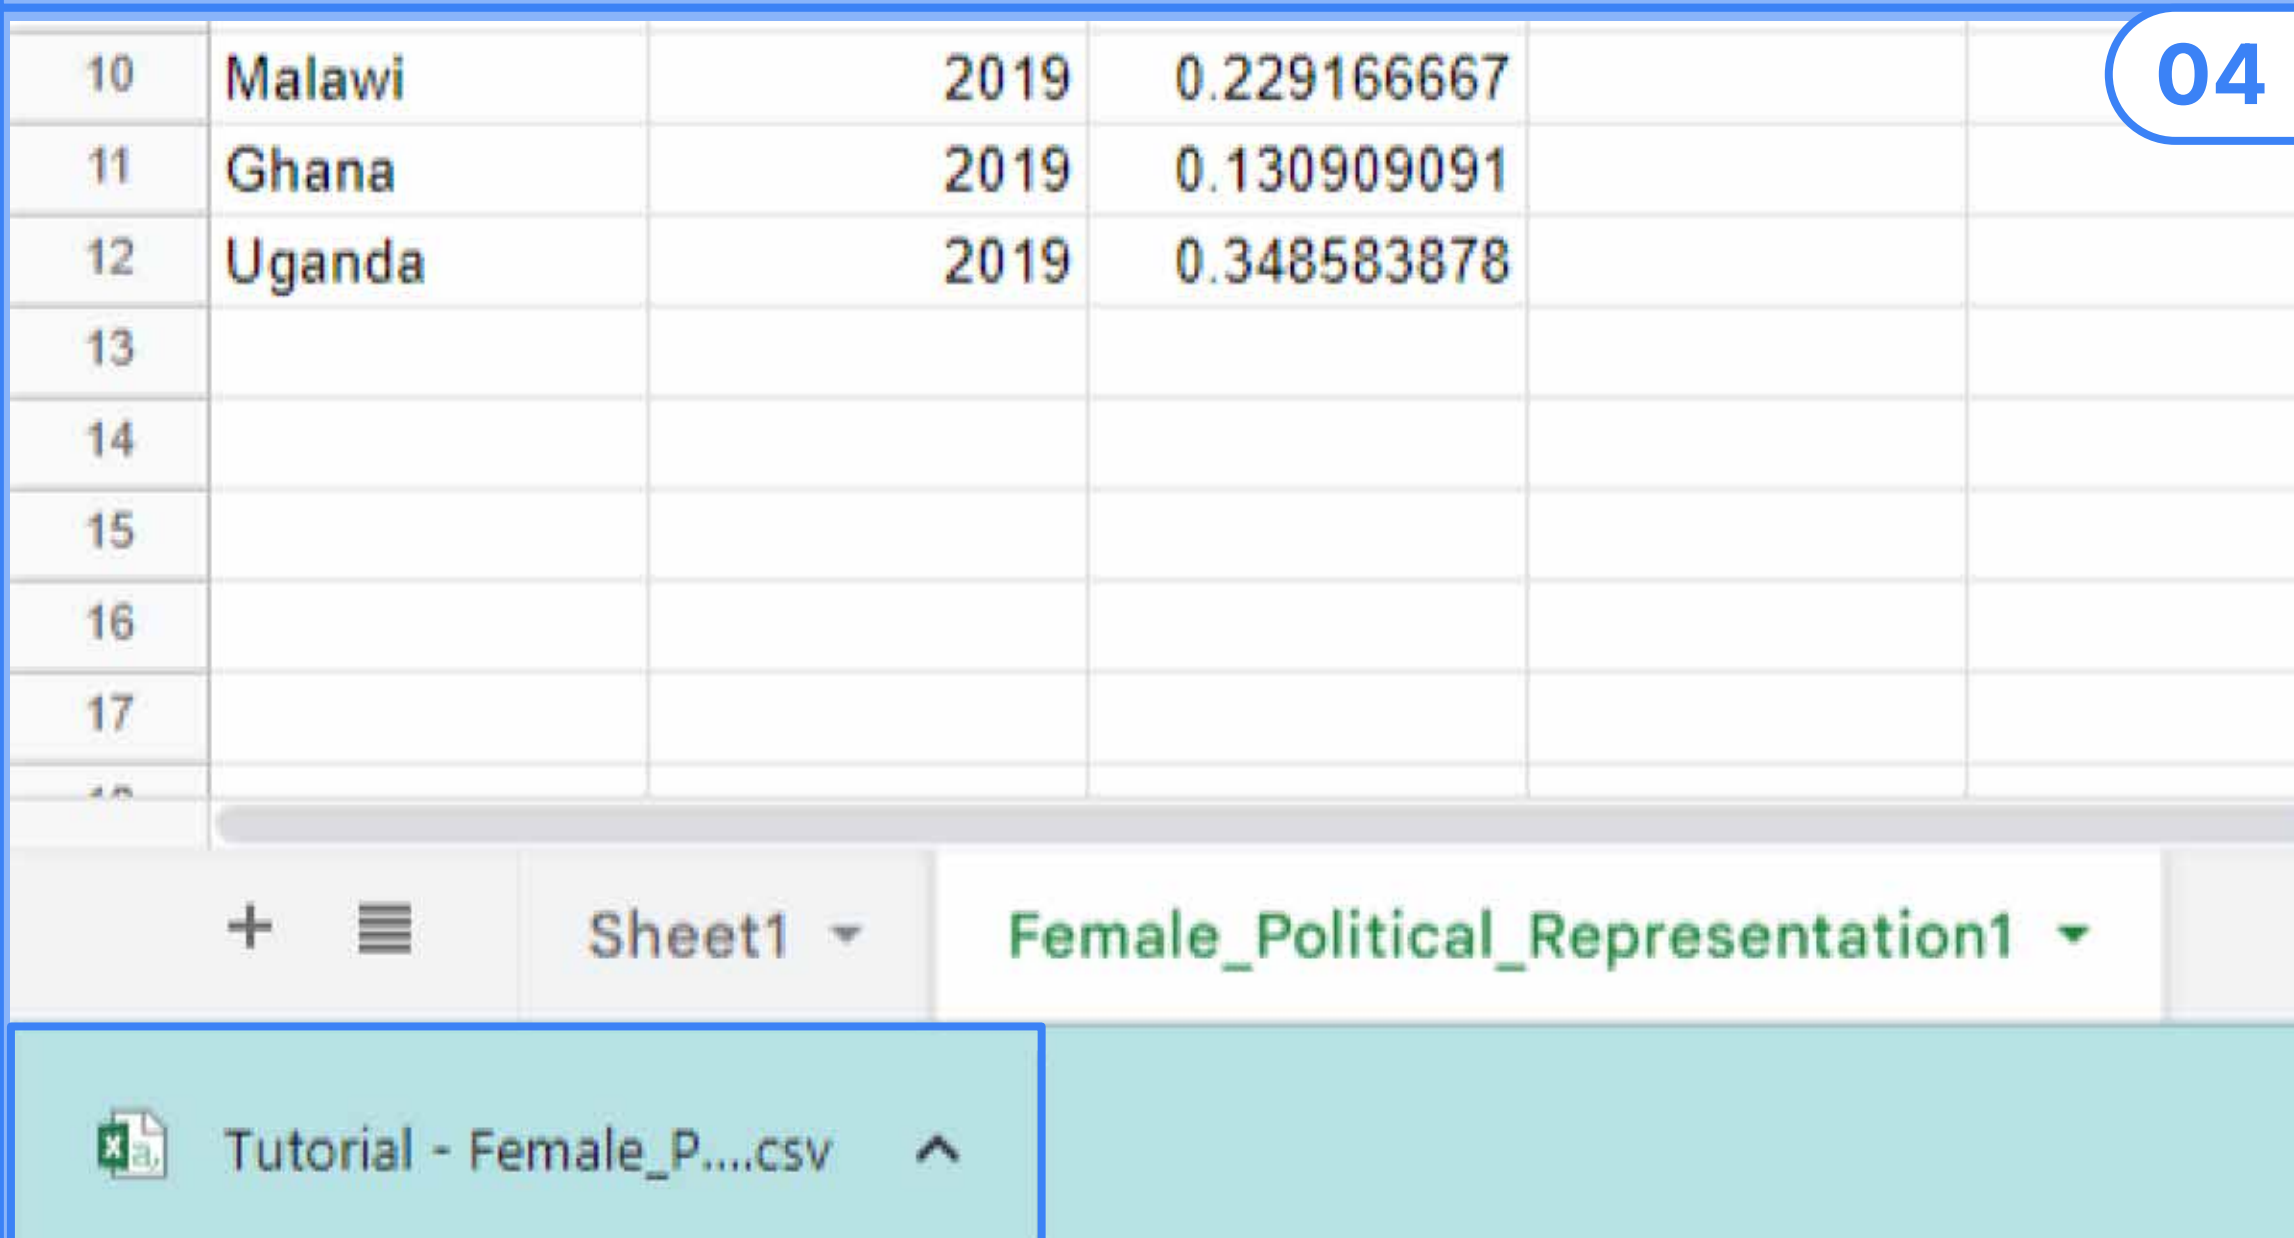 04
10 Malawi 2019 0.229166667
11 Ghana 2019 0.130909091
12 Uganda 2019 0.348583878
13
14
15
16
17
+ Sheet1 Female_Political_Representation1
Tutorial - Female_P....csv